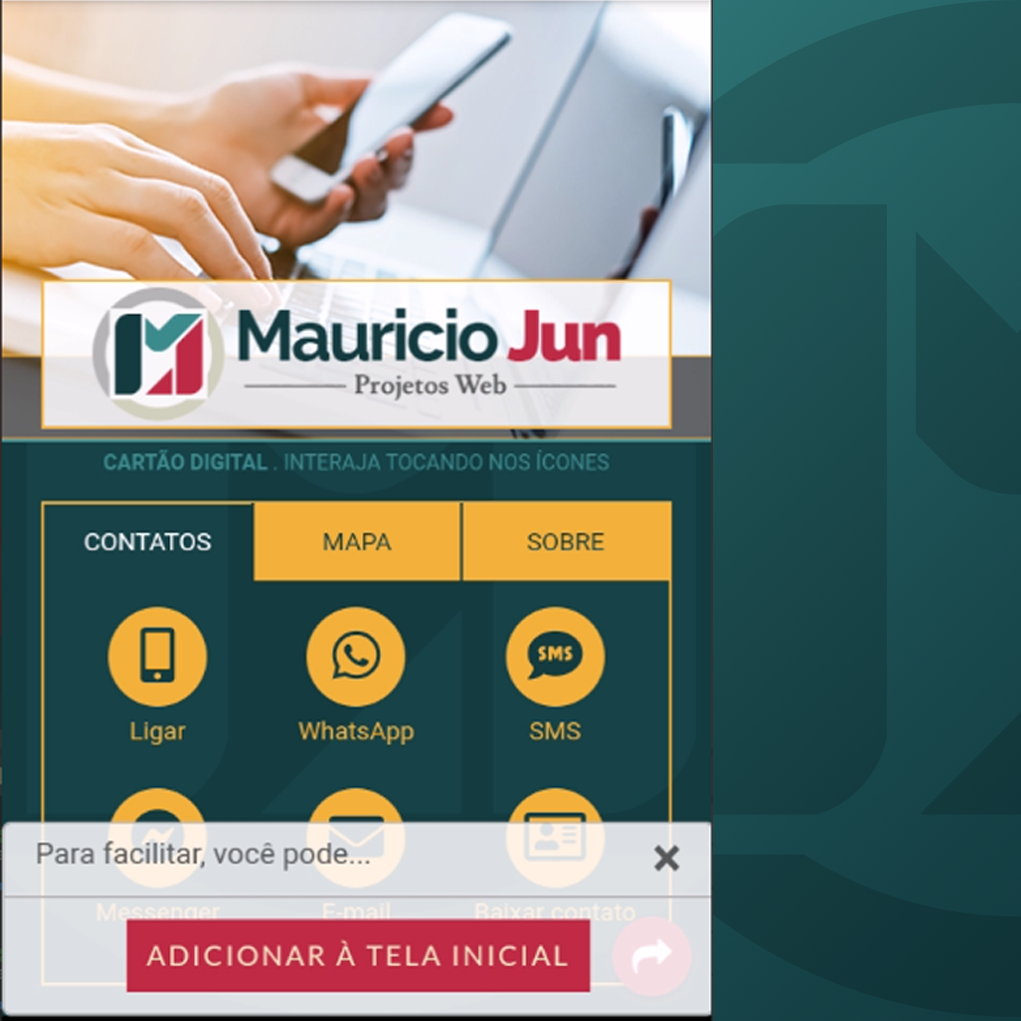 Mauricio Jun
Projetos Web
CARTÃO DIGITAL . INTERAJA TOCANDO NOS ÍCONES
CONTATOS MAPA SOBRE
SMS
Ligar WhatsApp SMS
Para facilitar, você pode...
Messenger E-mail Baixar contato
ADICIONAR À TELA INICIAL